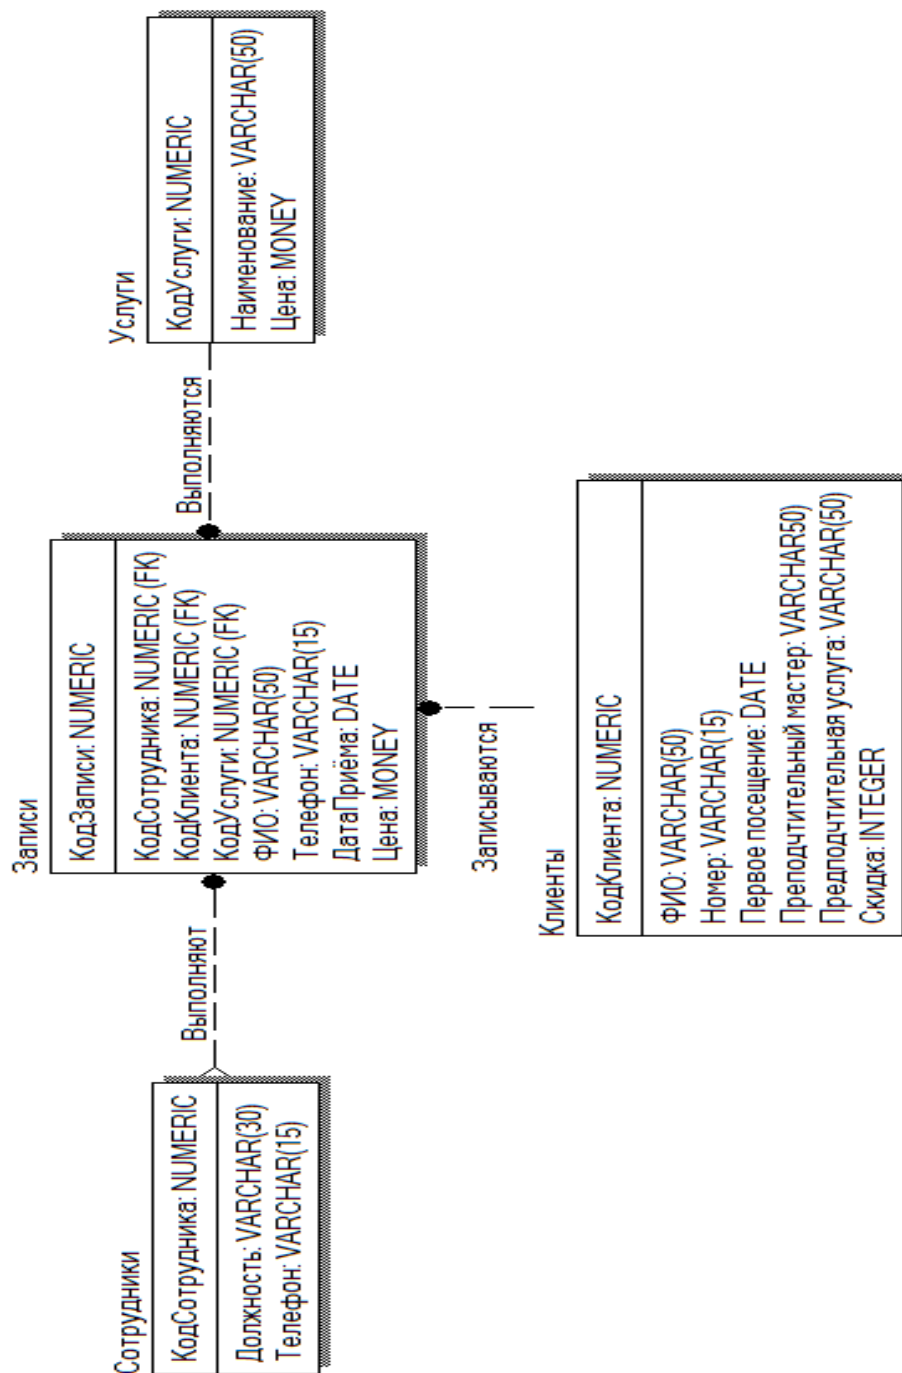 Сотрудники
КодСотрудника: NUMERIC
Должность: VARCHAR(30)
Телефон: VARCHAR(15)
Выполняют
Записи
КодЗаписи: NUMERIC
КодСотрудника: NUMERIC (FK)
КодКлиента: NUMERIC (FK)
КодУслуги: NUMERIC (FK)
ФИО: VARCHAR(50)
Телефон: VARCHAR(15)
ДатаПриёма: DATE
Цена: MONEY
Выполняются
Услуги
КодУслуги: NUMERIC
Наименование: VARCHAR(50)
Цена: MONEY
Записываются
Клиенты
КодКлиента: NUMERIC
ФИО: VARCHAR(50)
Номер: VARCHAR(15)
Первое посещение: DATE
Преподчтительный мастер: VARCHAR50)
Предподчтительная услуга: VARCHAR(50)
Скидка: INTEGER